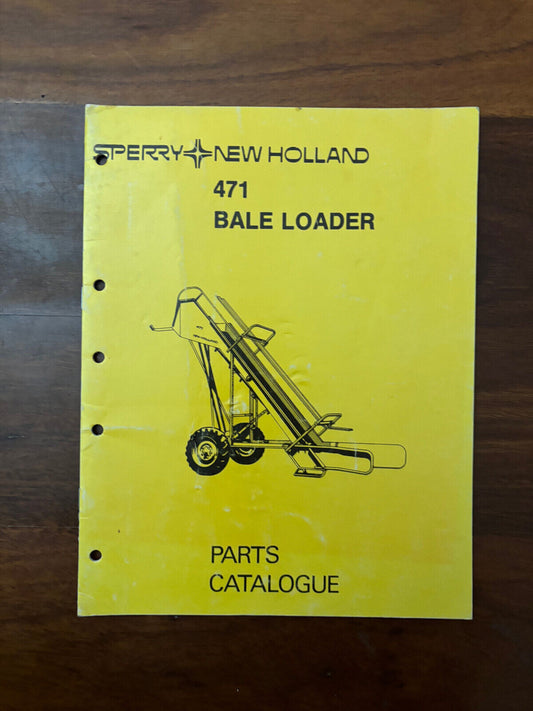 SPERRY NEW HOLLAND
471
BALE LOADER
PARTS
CATALOGUE